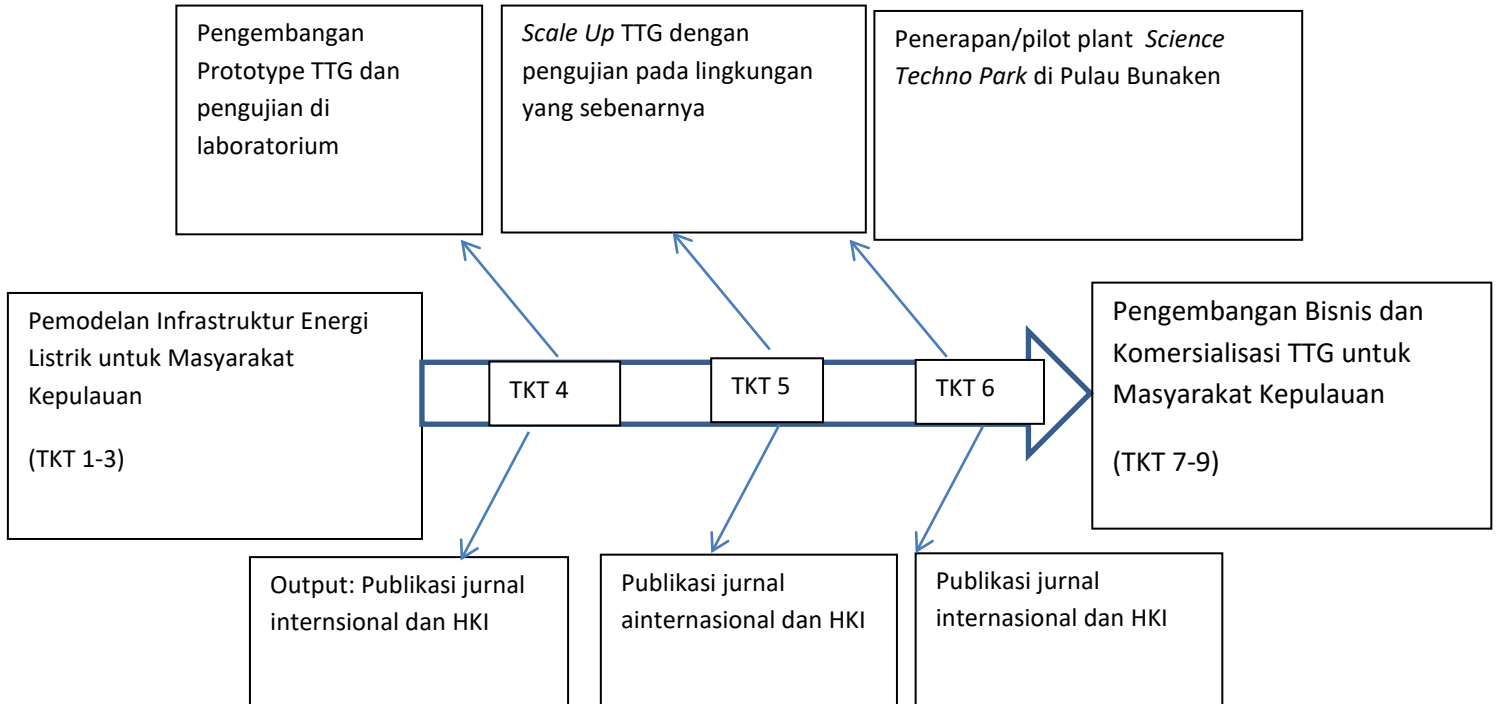 Pengembangan
Prototype TTG dan
pengujian di
laboratorium
Scale Up TTG dengan
pengujian pada lingkungan
yang sebenarnya
Penerapan/pilot plant Science
Techno Park di Pulau Bunaken
Pemodelan Infrastruktur Energi
Listrik untuk Masyarakat
Kepulauan
(TKT 1-3)
TKT 4
TKT 5
TKT 6
Pengembangan Bisnis dan
Komersialisasi TTG untuk
Masyarakat Kepulauan
(TKT 7-9)
Output: Publikasi jurnal
internsional dan HKI
Publikasi jurnal
ainternasional dan HKI
Publikasi jurnal
internasional dan HKI